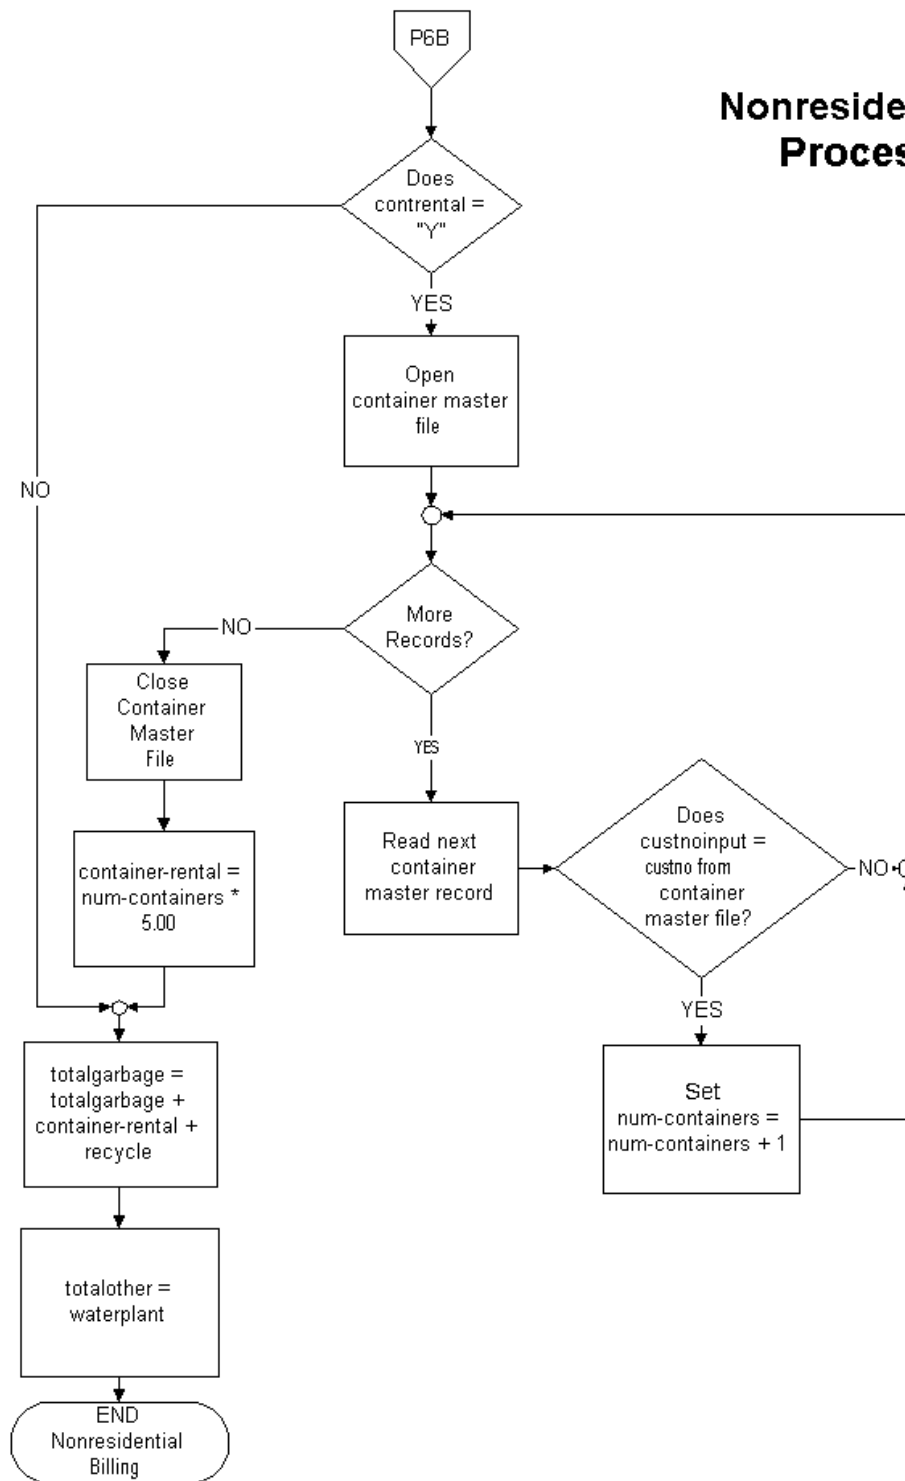 P6B
Nonreside
Proces
Does
contrental =
"Y"
YES
Open
container master
file
NO
More
Records?
NO
Close
Container
Master
File
YES
Read next
container
master record
Does
custnoinput =
custno from
container
master file?
NO
container-rental =
num-containers *
5.00
YES
Set
num-containers =
num-containers + 1
totalgarbage =
totalgarbage +
container-rental +
recycle
totalother =
waterplant
END
Nonresidential
Billing